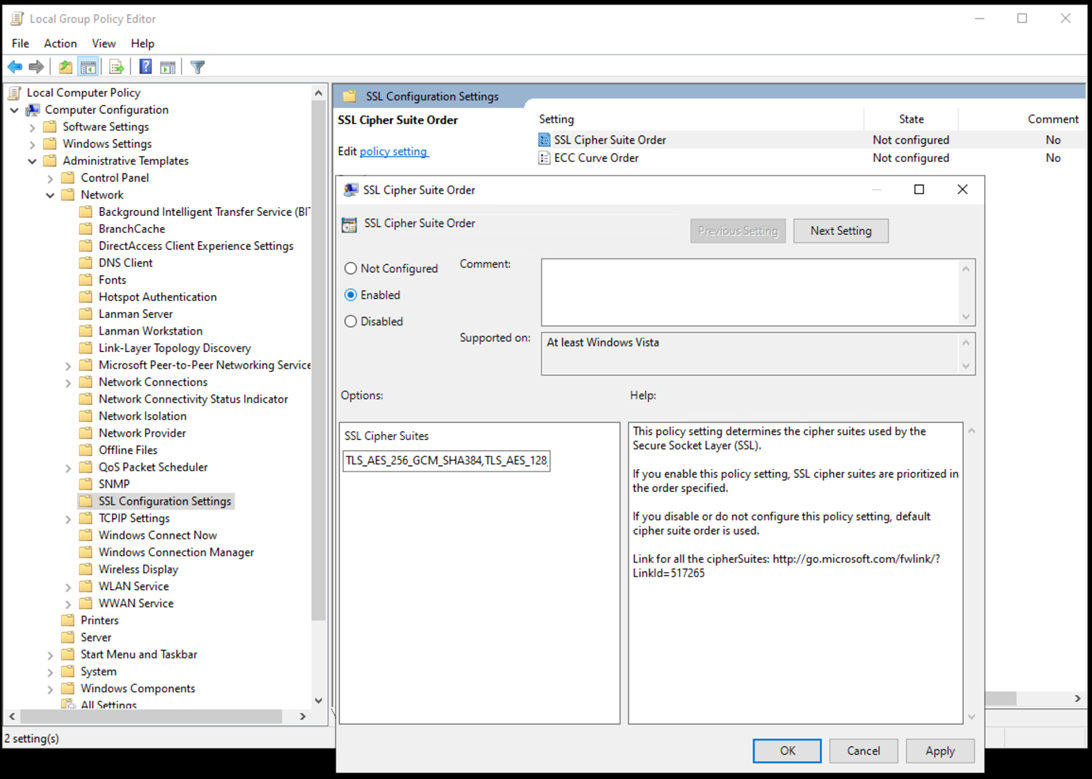 Local Group Policy Editor
File Action View Help
Local Computer Policy
Computer Configuration
Software Settings
Windows Settings
Administrative Templates
Control Panel
Network
Background Intelligent Transfer Service (BI
BranchCache
DirectAccess Client Experience Settings
DNS Client
Fonts
Hotspot Authentication
Lanman Server
Lanman Workstation
Link-Layer Topology Discovery
Microsoft Peer-to-Peer Networking Service
Network Connections
Network Connectivity Status Indicator
Network Isolation
Network Provider
Offline Files
QoS Packet Scheduler
SNMP
SSL Configuration Settings
TCPIP Settings
Windows Connect Now
Windows Connection Manager
Wireless Display
WLAN Service
WWAN Service
Printers
Server
Start Menu and Taskbar
System
Windows Components
All Settings
2 setting(s)
SSL Configuration Settings
SSL Cipher Suite Order
Edit policy setting
Setting State Comment
SSL Cipher Suite Order Not configured No
ECC Curve Order Not configured No
SSL Cipher Suite Order
SSL Cipher Suite Order
Previous Setting Next Setting
Not Configured
Enabled
Disabled
Comment:
Supported on:
At least Windows Vista
Options:
Help:
SSL Cipher Suites
TLS_AES_256_GCM_SHA384,TLS_AES_128
This policy setting determines the cipher suites used by the
Secure Socket Layer (SSL).
If you enable this policy setting, SSL cipher suites are prioritized in
the order specified.
If you disable or do not configure this policy setting, default
cipher suite order is used.
Link for all the cipherSuites: http://go.microsoft.com/fwlink/?
LinkId=517265
OK Cancel Apply